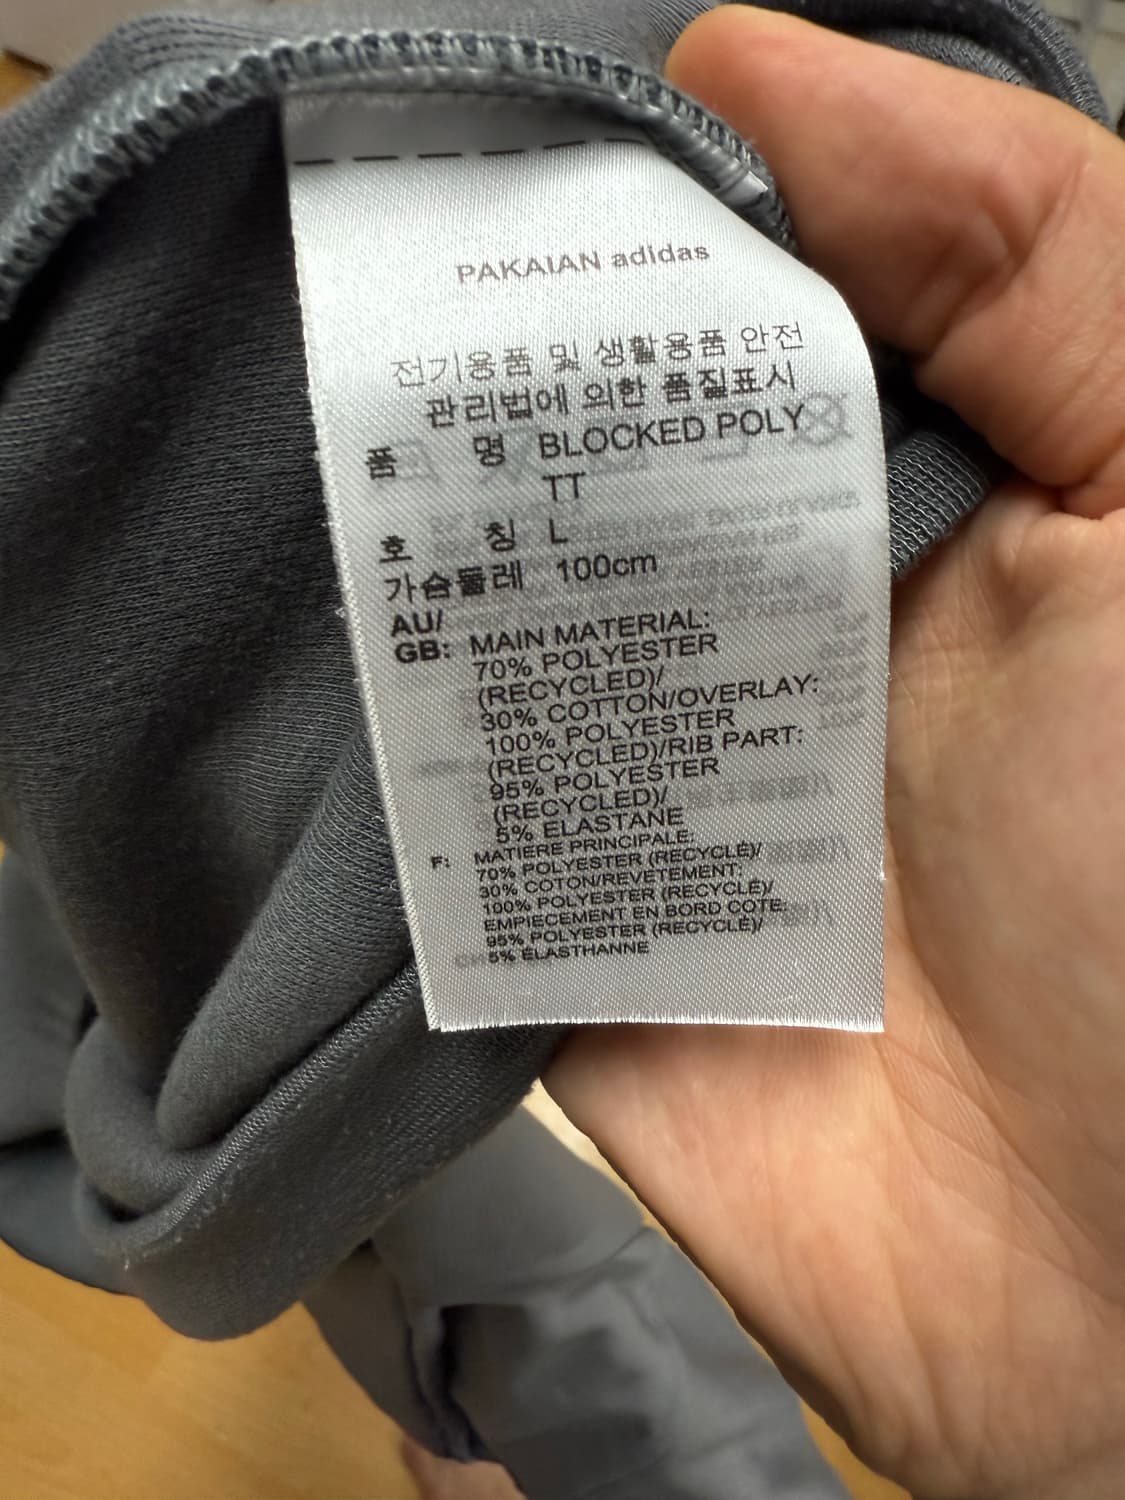 PAKAIAN adidas
전기용품 및 생활용품 안전
관리법에 의한 품질표시
품 명 BLOCKED POLY
TT
호 칭 L
가슴둘레 100cm
AU/
GB: MAIN MATERIAL:
70% POLYESTER
(RECYCLED)/
30% COTTON/OVERLAY:
100% POLYESTER
(RECYCLED)/RIB PART:
95% POLYESTER
(RECYCLED)/
5% ELASTANE
F: MATIERE PRINCIPALE:
70% POLYESTER (RECYCLÉ)/
30% COTON/REVETEMENT:
100% POLYESTER (RECYCLÉ)/
EMPIECEMENT EN BORD COTE:
95% POLYESTER (RECYCLÉ)/
5% ÉLASTHANNE